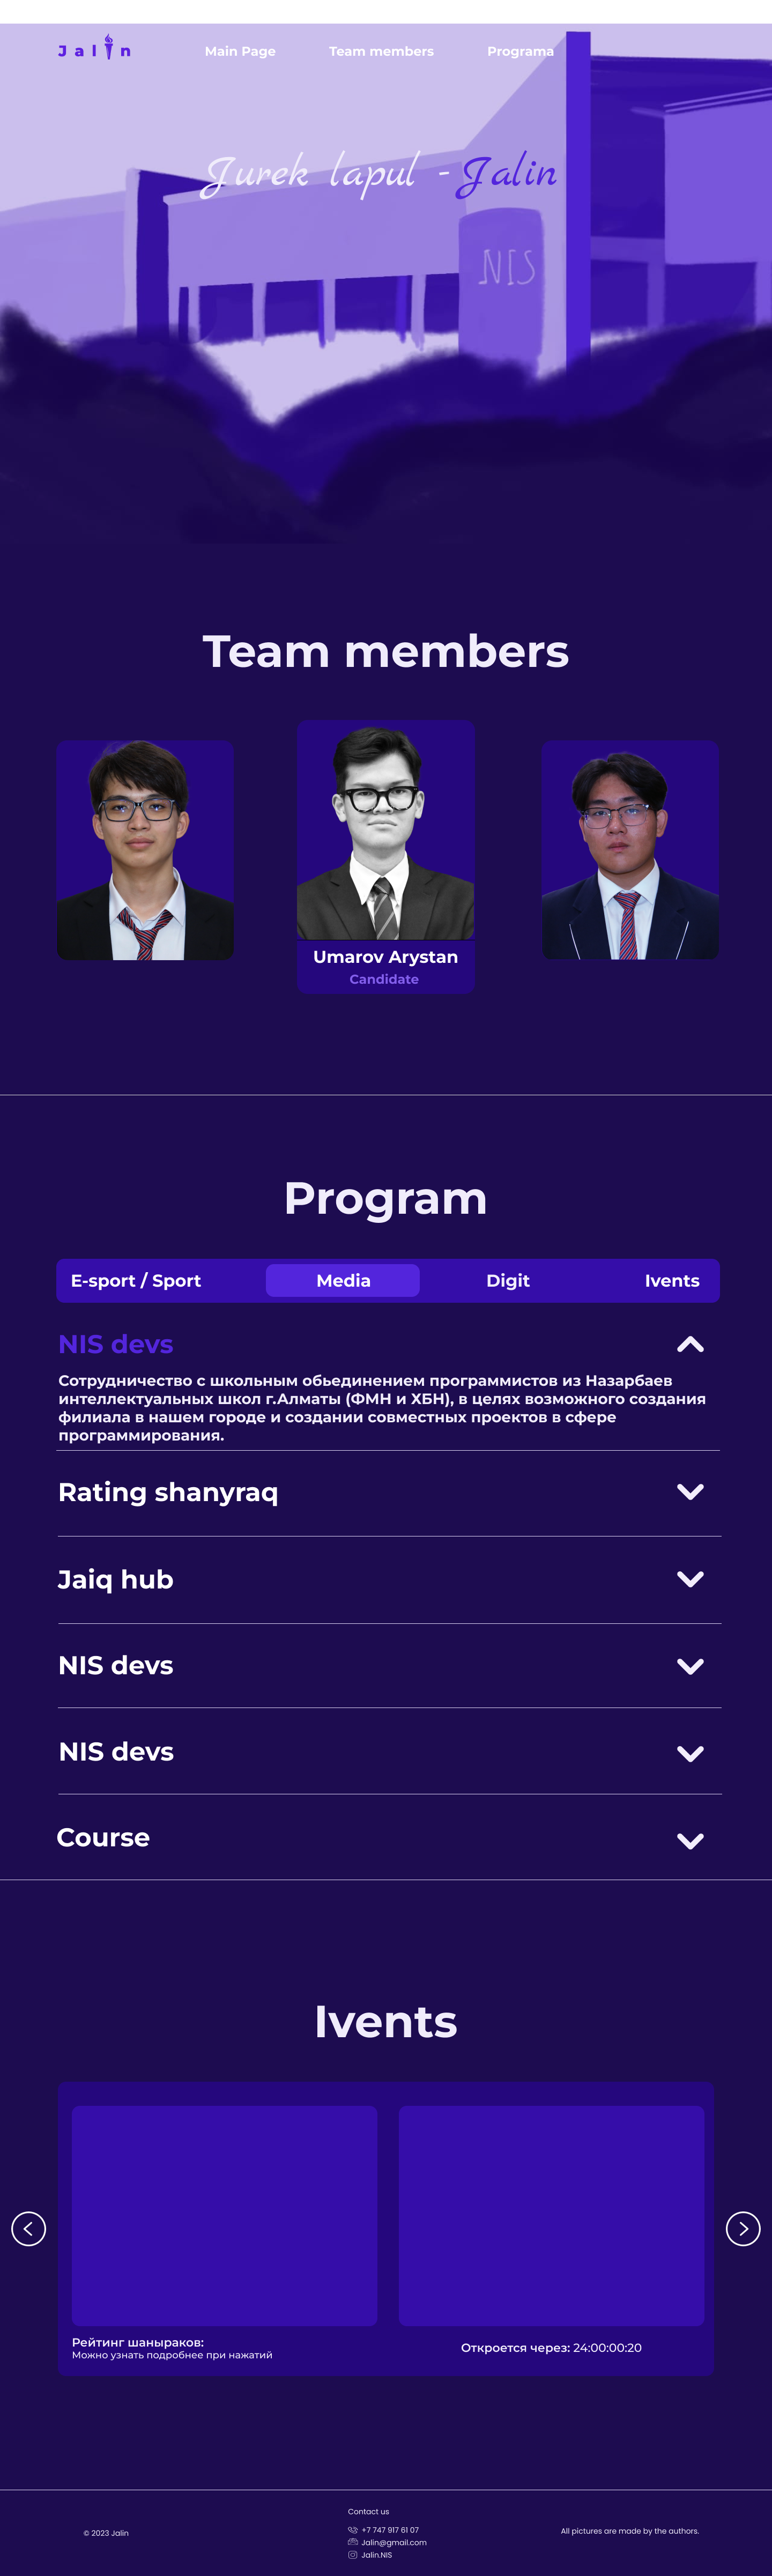 Jalin
Main Page
Team members
Programa
Jurek lapul - Jalin
NIS
Team members
Umarov Arystan
Candidate
Program
E-sport / Sport
Media
Digit
Ivents
NIS devs
Сотрудничество с школьным обьединением программистов из Назарбаев
интеллектуальных школ г.Алматы (ФМН и ХБН), в целях возможного создания
филиала в нашем городе и создании совместных проектов в сфере
программирования.
Rating shanyraq
Jaiq hub
NIS devs
NIS devs
Course
Ivents
Рейтинг шаныраков:
Можно узнать подробнее при нажатий
Откроется через: 24:00:00:20
Contact us
© 2023 Jalin
+7 747 917 61 07
Jalin@gmail.com
Jalin.NIS
All pictures are made by the authors.